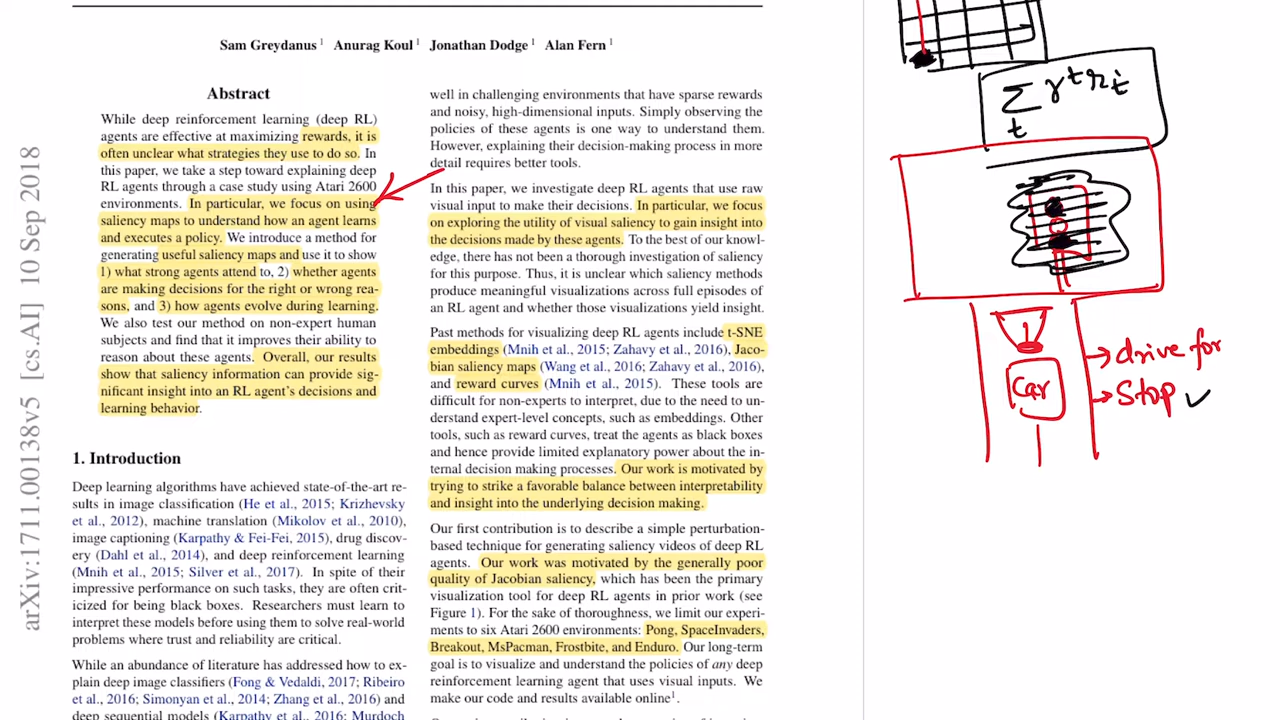 Sam Greydanus 1 Anurag Koul 1 Jonathan Dodge 1 Alan Fern 1
Abstract
While deep reinforcement learning (deep RL)
agents are effective at maximizing rewards, it is
often unclear what strategies they use to do so. In
this paper, we take a step toward explaining deep
RL agents through a case study using Atari 2600
environments. In particular, we focus on using
saliency maps to understand how an agent learns
and executes a policy. We introduce a method for
generating useful saliency maps and use it to show
1) what strong agents attend to, 2) whether agents
are making decisions for the right or wrong rea-
sons, and 3) how agents evolve during learning.
We also test our method on non-expert human
subjects and find that it improves their ability to
reason about these agents. Overall, our results
show that saliency information can provide sig-
nificant insight into an RL agent's decisions and
learning behavior.
1. Introduction
Deep learning algorithms have achieved state-of-the-art re-
sults in image classification (He et al., 2015; Krizhevsky
et al., 2012), machine translation (Mikolov et al., 2010),
image captioning (Karpathy & Fei-Fei, 2015), drug discov-
ery (Dahl et al., 2014), and deep reinforcement learning
(Mnih et al., 2015; Silver et al., 2017). In spite of their
impressive performance on such tasks, they are often crit-
icized for being black boxes. Researchers must learn to
interpret these models before using them to solve real-world
problems where trust and reliability are critical.
While an abundance of literature has addressed how to ex-
plain deep image classifiers (Fong & Vedaldi, 2017; Ribeiro
et al., 2016; Simonyan et al., 2014; Zhang et al., 2016) and
deep sequential models (Karpathy et al., 2016; Murdoch
well in challenging environments that have sparse rewards
and noisy, high-dimensional inputs. Simply observing the
policies of these agents is one way to understand them.
However, explaining their decision-making process in more
detail requires better tools.
In this paper, we investigate deep RL agents that use raw
visual input to make their decisions. In particular, we focus
on exploring the utility of visual saliency to gain insight into
the decisions made by these agents. To the best of our knowl-
edge, there has not been a thorough investigation of saliency
for this purpose. Thus, it is unclear which saliency methods
produce meaningful visualizations across full episodes of
an RL agent and whether those visualizations yield insight.
Past methods for visualizing deep RL agents include t-SNE
embeddings (Mnih et al., 2015; Zahavy et al., 2016), Jaco-
bian saliency maps (Wang et al., 2016; Zahavy et al., 2016),
and reward curves (Mnih et al., 2015). These tools are
difficult for non-experts to interpret, due to the need to un-
derstand expert-level concepts, such as embeddings. Other
tools, such as reward curves, treat the agents as black boxes
and hence provide limited explanatory power about the in-
ternal decision making processes. Our work is motivated by
trying to strike a favorable balance between interpretability
and insight into the underlying decision making.
Our first contribution is to describe a simple perturbation-
based technique for generating saliency videos of deep RL
agents. Our work was motivated by the generally poor
quality of Jacobian saliency, which has been the primary
visualization tool for deep RL agents in prior work (see
Figure 1). For the sake of thoroughness, we limit our experi-
ments to six Atari 2600 environments: Pong, SpaceInvaders,
Breakout, MsPacman, Frostbite, and Enduro. Our long-term
goal is to visualize and understand the policies of any deep
reinforcement learning agent that uses visual inputs. We
make our code and results available online1.
arXiv:1711.00138v5 [cs.AI] 10 Sep 2018
∑ γ^t r_t
t
→ drive for
Car
→ Stop ✓